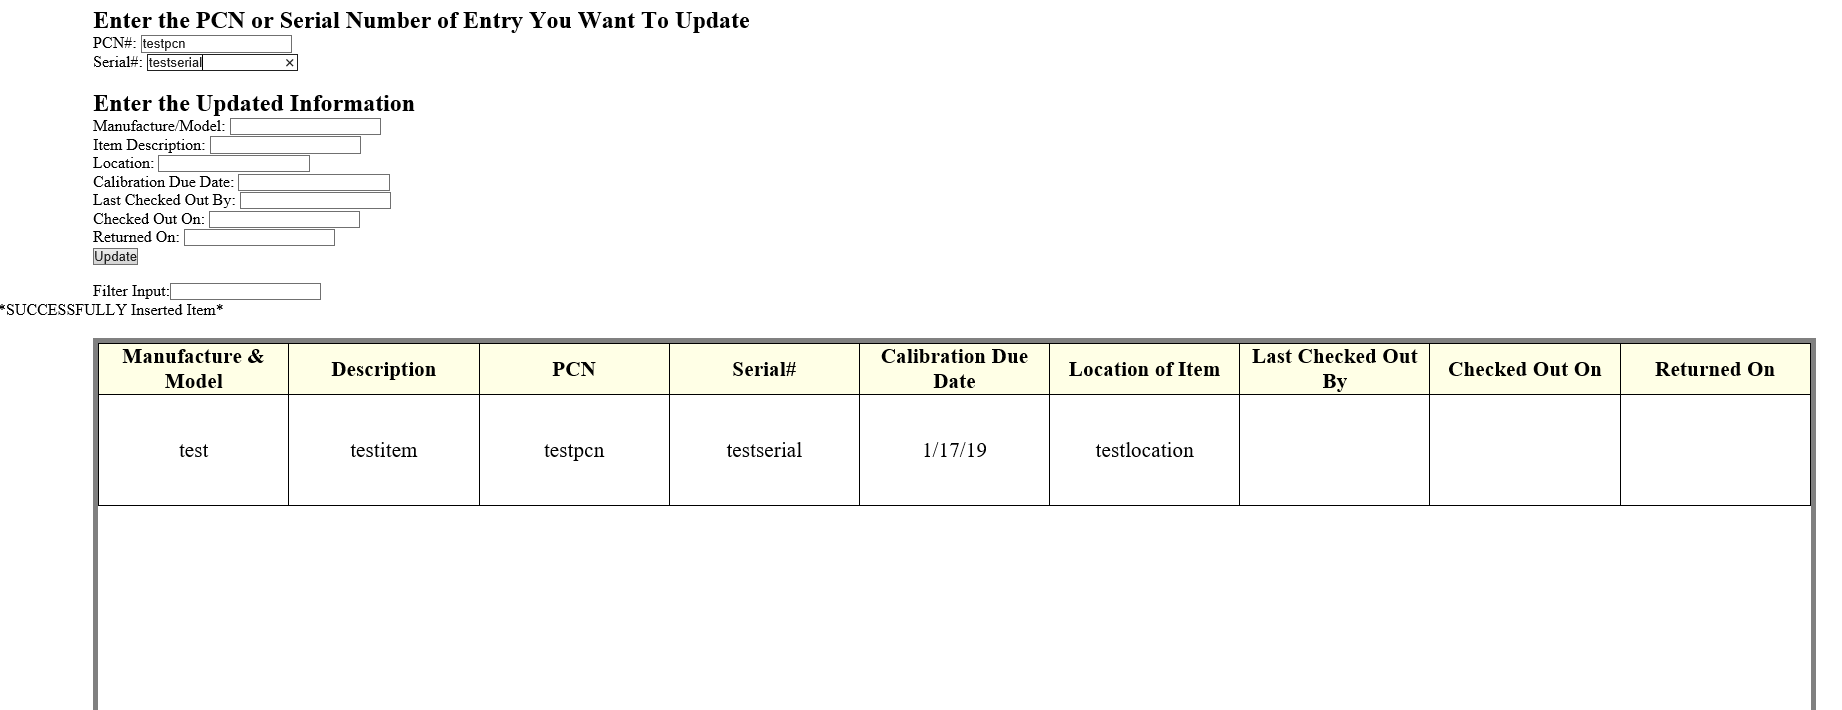 Enter the PCN or Serial Number of Entry You Want To Update
PCN#: testpcn
Serial#: testserial ×
Enter the Updated Information
Manufacture/Model:
Item Description:
Location:
Calibration Due Date:
Last Checked Out By:
Checked Out On:
Returned On:
Update
Filter Input:
*SUCCESSFULLY Inserted Item*
Manufacture & Model Description PCN Serial# Calibration Due Date Location of Item Last Checked Out By Checked Out On Returned On
test testitem testpcn testserial 1/17/19 testlocation